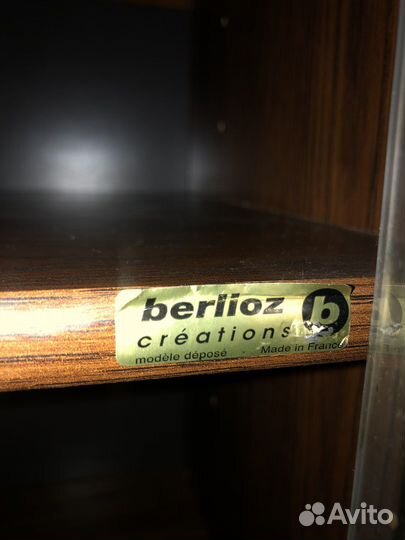 berlioz b
créations
modèle déposé Made in France
Avito